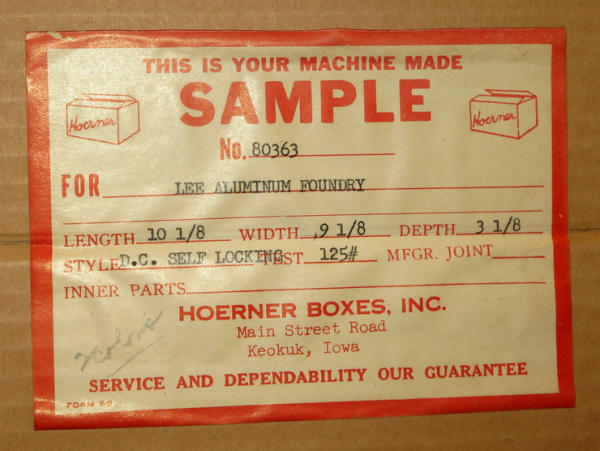 THIS IS YOUR MACHINE MADE
SAMPLE
Hoerner
Hoerner
No. 80363
FOR LEE ALUMINUM FOUNDRY
LENGTH 10 1/8 WIDTH 9 1/8 DEPTH 3 1/8
STYLE D.C. SELF LOCKING TEST 125# MFGR. JOINT
INNER PARTS
HOERNER BOXES, INC.
Main Street Road
Keokuk, Iowa
SERVICE AND DEPENDABILITY OUR GUARANTEE